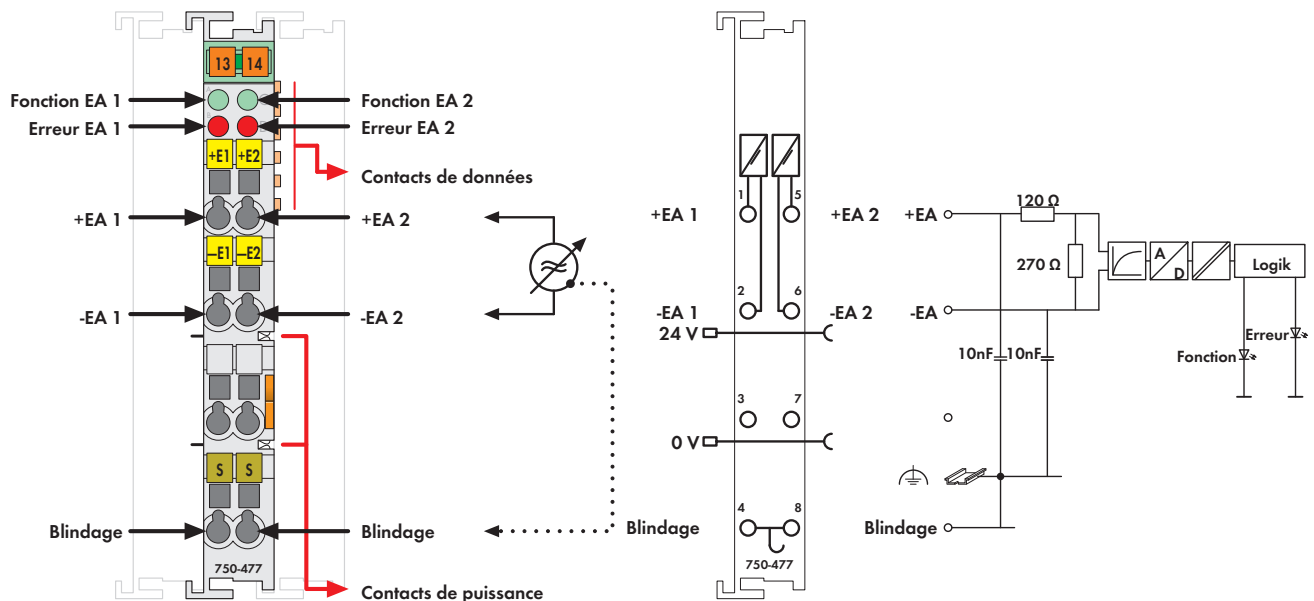 13 14
Fonction EA 1
Fonction EA 2
Erreur EA 1
Erreur EA 2
+E1 +E2
Contacts de données
+EA 1
+EA 2
–E1 –E2
-EA 1
-EA 2
S S
Blindage
Blindage
750-477
Contacts de puissance
1 5
+EA 1
+EA 2
2 6
-EA 1
-EA 2
24 V
3 7
0 V
4 8
Blindage
750-477
+EA
120 Ω
270 Ω
A
D
Logik
-EA
10nF 10nF
Fonction
Erreur
Blindage